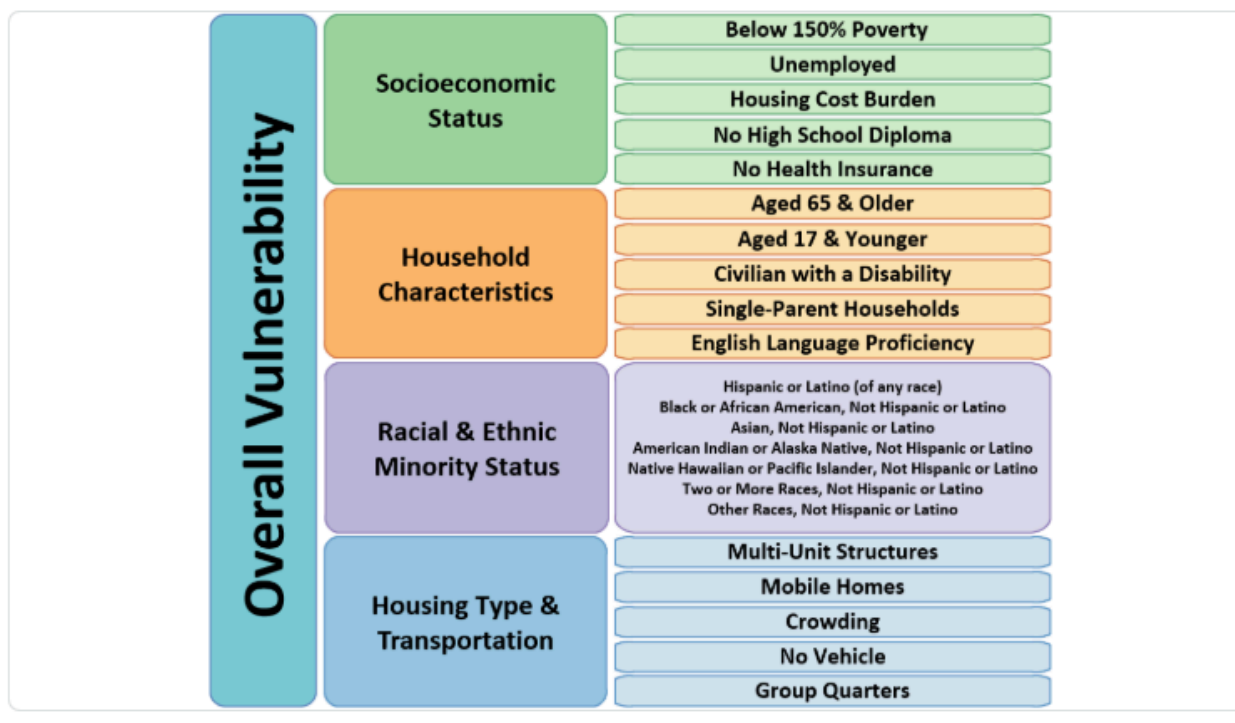 Overall Vulnerability
Socioeconomic
Status
Below 150% Poverty
Unemployed
Housing Cost Burden
No High School Diploma
No Health Insurance
Household
Characteristics
Aged 65 & Older
Aged 17 & Younger
Civilian with a Disability
Single-Parent Households
English Language Proficiency
Racial & Ethnic
Minority Status
Hispanic or Latino (of any race)
Black or African American, Not Hispanic or Latino
Asian, Not Hispanic or Latino
American Indian or Alaska Native, Not Hispanic or Latino
Native Hawaiian or Pacific Islander, Not Hispanic or Latino
Two or More Races, Not Hispanic or Latino
Other Races, Not Hispanic or Latino
Housing Type &
Transportation
Multi-Unit Structures
Mobile Homes
Crowding
No Vehicle
Group Quarters